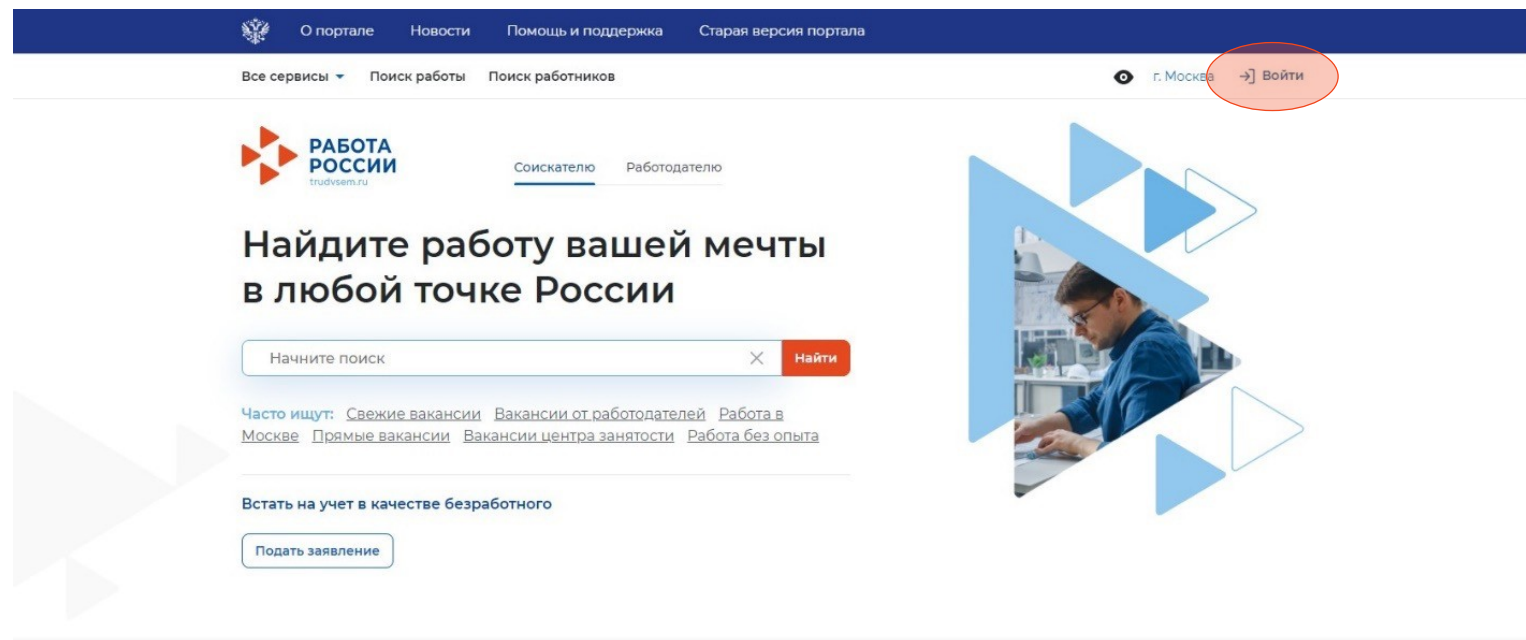 О портале Новости Помощь и поддержка Старая версия портала
Все сервисы Поиск работы Поиск работников г. Москва Войти
РАБОТА
РОССИИ
trudvsem.ru
Соискателю Работодателю
Найдите работу вашей мечты
в любой точке России
Начните поиск Найти
Часто ищут: Свежие вакансии Вакансии от работодателей Работа в
Москве Прямые вакансии Вакансии центра занятости Работа без опыта
Встать на учет в качестве безработного
Подать заявление